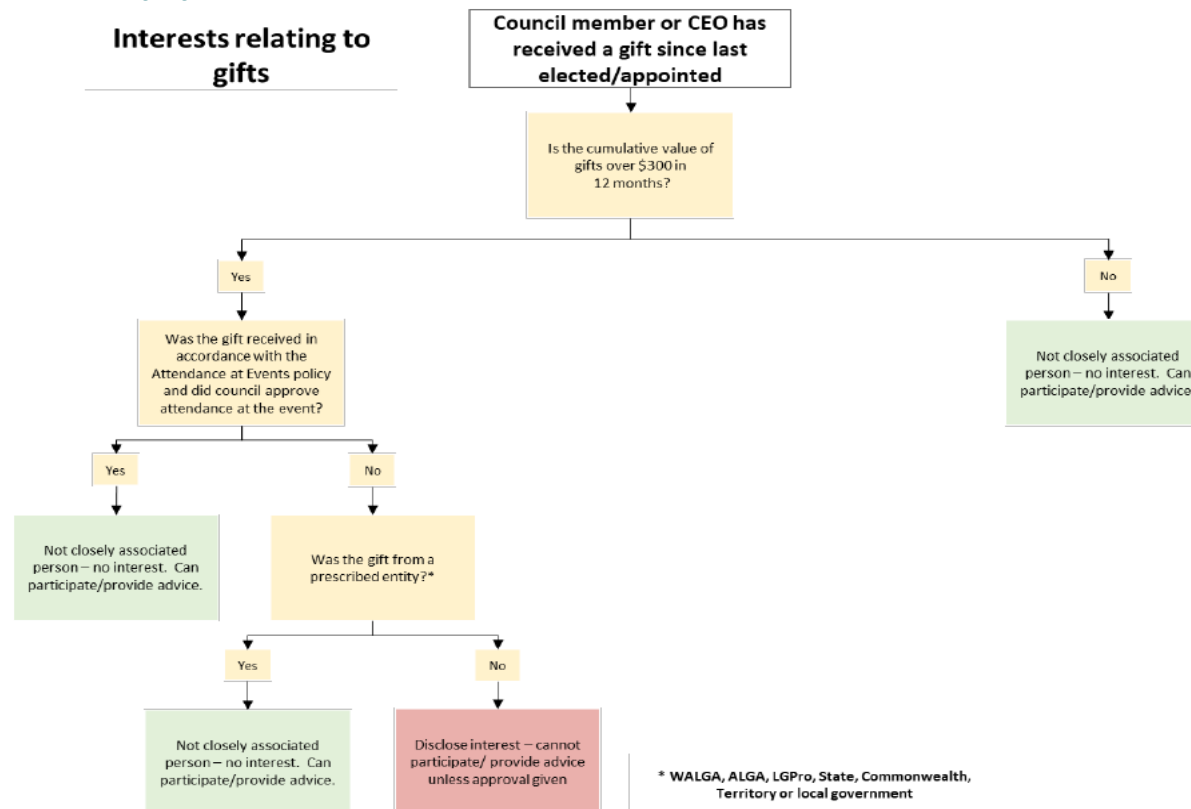 Interests relating to
gifts
Council member or CEO has
received a gift since last
elected/appointed
Is the cumulative value of
gifts over $300 in
12 months?
Yes
No
Was the gift received in
accordance with the
Attendance at Events policy
and did council approve
attendance at the event?
Not closely associated
person – no interest. Can
participate/provide advice
Yes
No
Not closely associated
person – no interest. Can
participate/provide advice.
Was the gift from a
prescribed entity?*
Yes
No
Not closely associated
person – no interest. Can
participate/provide advice.
Disclose interest – cannot
participate/ provide advice
unless approval given
* WALGA, ALGA, LGPro, State, Commonwealth,
Territory or local government